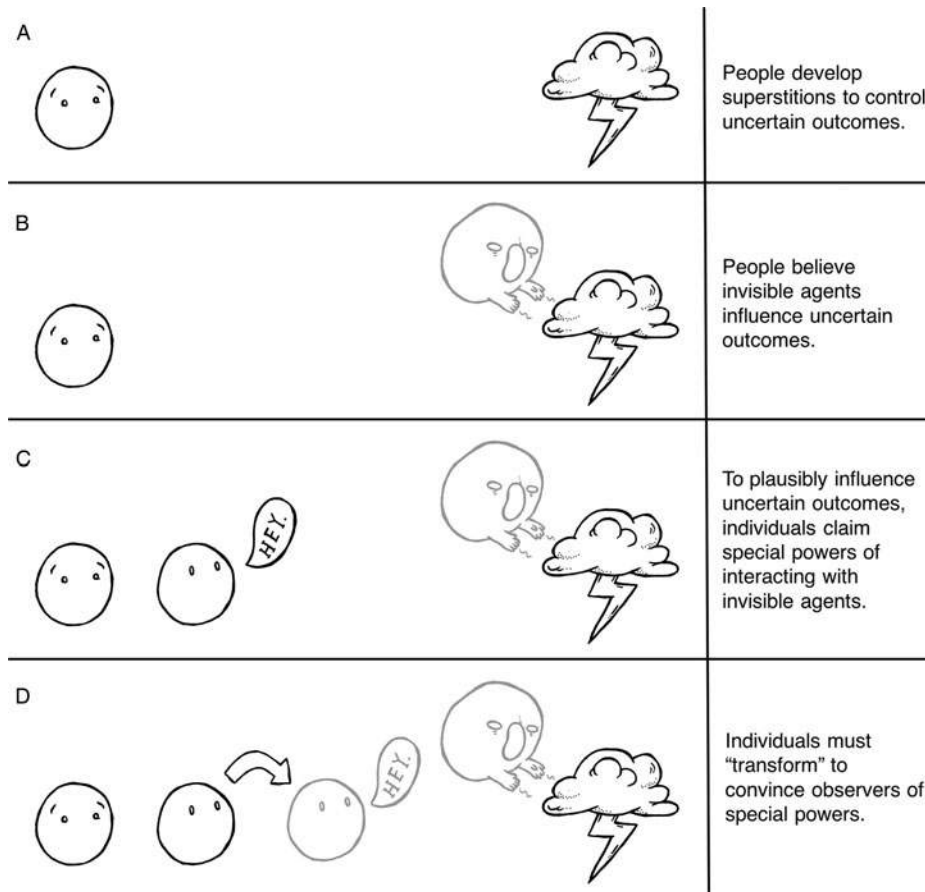 A
People develop
superstitions to control
uncertain outcomes.
B
People believe
invisible agents
influence uncertain
outcomes.
C
HEY.
To plausibly influence
uncertain outcomes,
individuals claim
special powers of
interacting with
invisible agents.
D
HEY.
Individuals must
“transform” to
convince observers of
special powers.